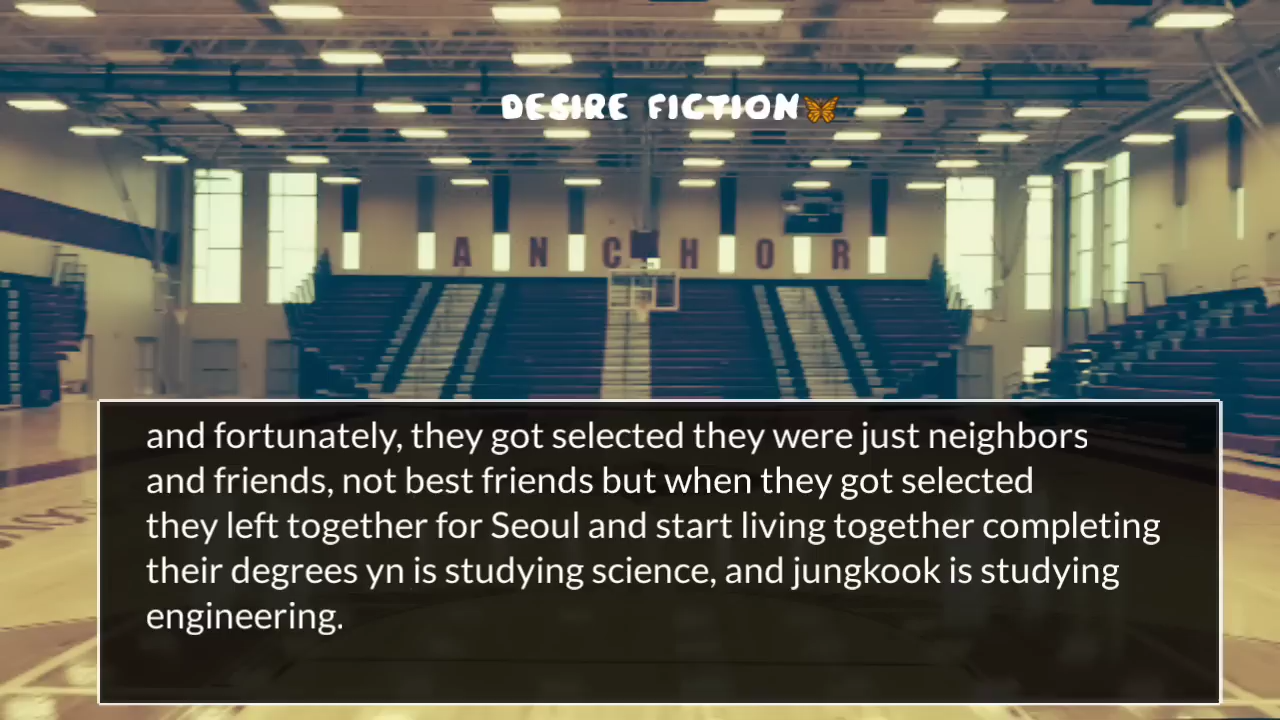 DESIRE FICTION🦋
ANCHOR
and fortunately, they got selected they were just neighbors
and friends, not best friends but when they got selected
they left together for Seoul and start living together completing
their degrees yn is studying science, and jungkook is studying
engineering.